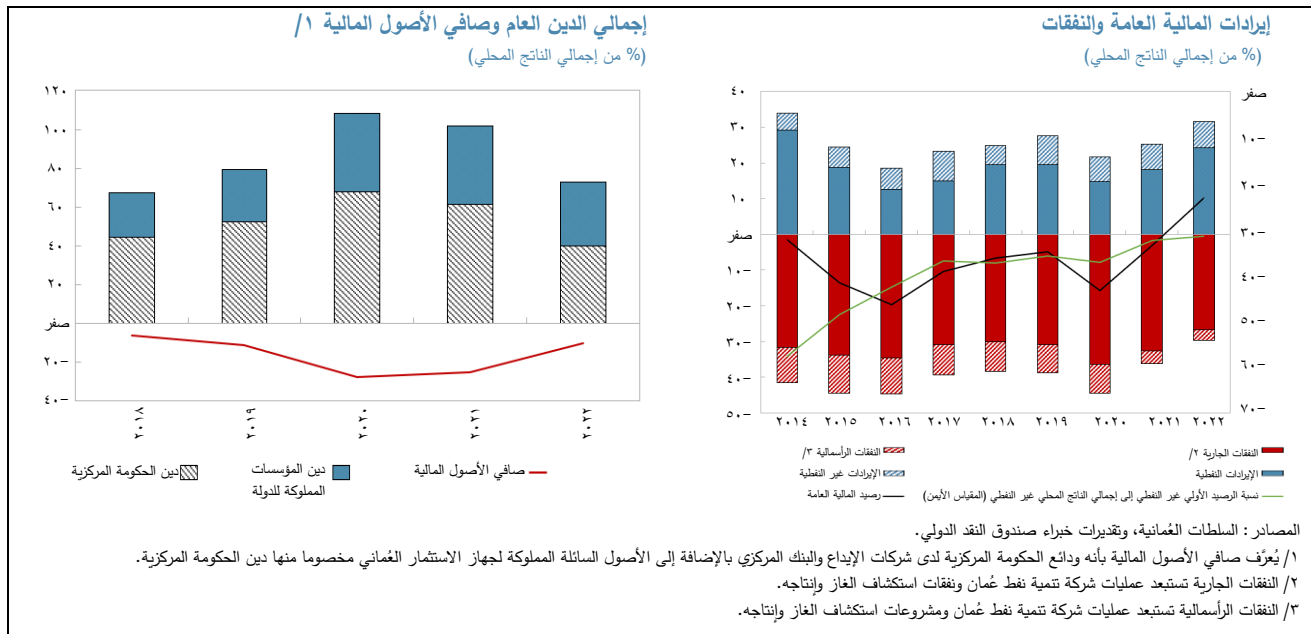 إيرادات المالية العامة والنفقات
(% من إجمالي الناتج المحلي)
٤٠
٣٠
٢٠
١٠
صفر
١٠−
٢٠−
٣٠−
٤٠−
٥٠−
صفر
١٠−
٢٠−
٣٠−
٤٠−
٥٠−
٦٠−
٧٠−
٢٠١٤ ٢٠١٥ ٢٠١٦ ٢٠١٧ ٢٠١٨ ٢٠١٩ ٢٠٢٠ ٢٠٢١ ٢٠٢٢
النفقات الجارية ٢/
النفقات الرأسمالية ٣/
الإيرادات النفطية
الإيرادات غير النفطية
نسبة الرصيد الأولي غير النفطي إلى إجمالي الناتج المحلي غير النفطي (المقياس الأيمن)
رصيد المالية العامة
إجمالي الدين العام وصافي الأصول المالية ١/
(% من إجمالي الناتج المحلي)
١٢٠
١٠٠
٨٠
٦٠
٤٠
٢٠
صفر
٢٠−
٤٠−
٢٠١٨ ٢٠١٩ ٢٠٢٠ ٢٠٢١ ٢٠٢٢
صافي الأصول المالية
دين المؤسسات
المملوكة للدولة
دين الحكومة المركزية
المصادر: السلطات العُمانية، وتقديرات خبراء صندوق النقد الدولي.
١/ يُعرَّف صافي الأصول المالية بأنه ودائع الحكومة المركزية لدى شركات الإيداع والبنك المركزي بالإضافة إلى الأصول السائلة المملوكة لجهاز الاستثمار العُماني مخصوما منها دين الحكومة المركزية.
٢/ النفقات الجارية تستبعد عمليات شركة تنمية نفط عُمان ونفقات استكشاف الغاز وإنتاجه.
٣/ النفقات الرأسمالية تستبعد عمليات شركة تنمية نفط عُمان ومشروعات استكشاف الغاز وإنتاجه.